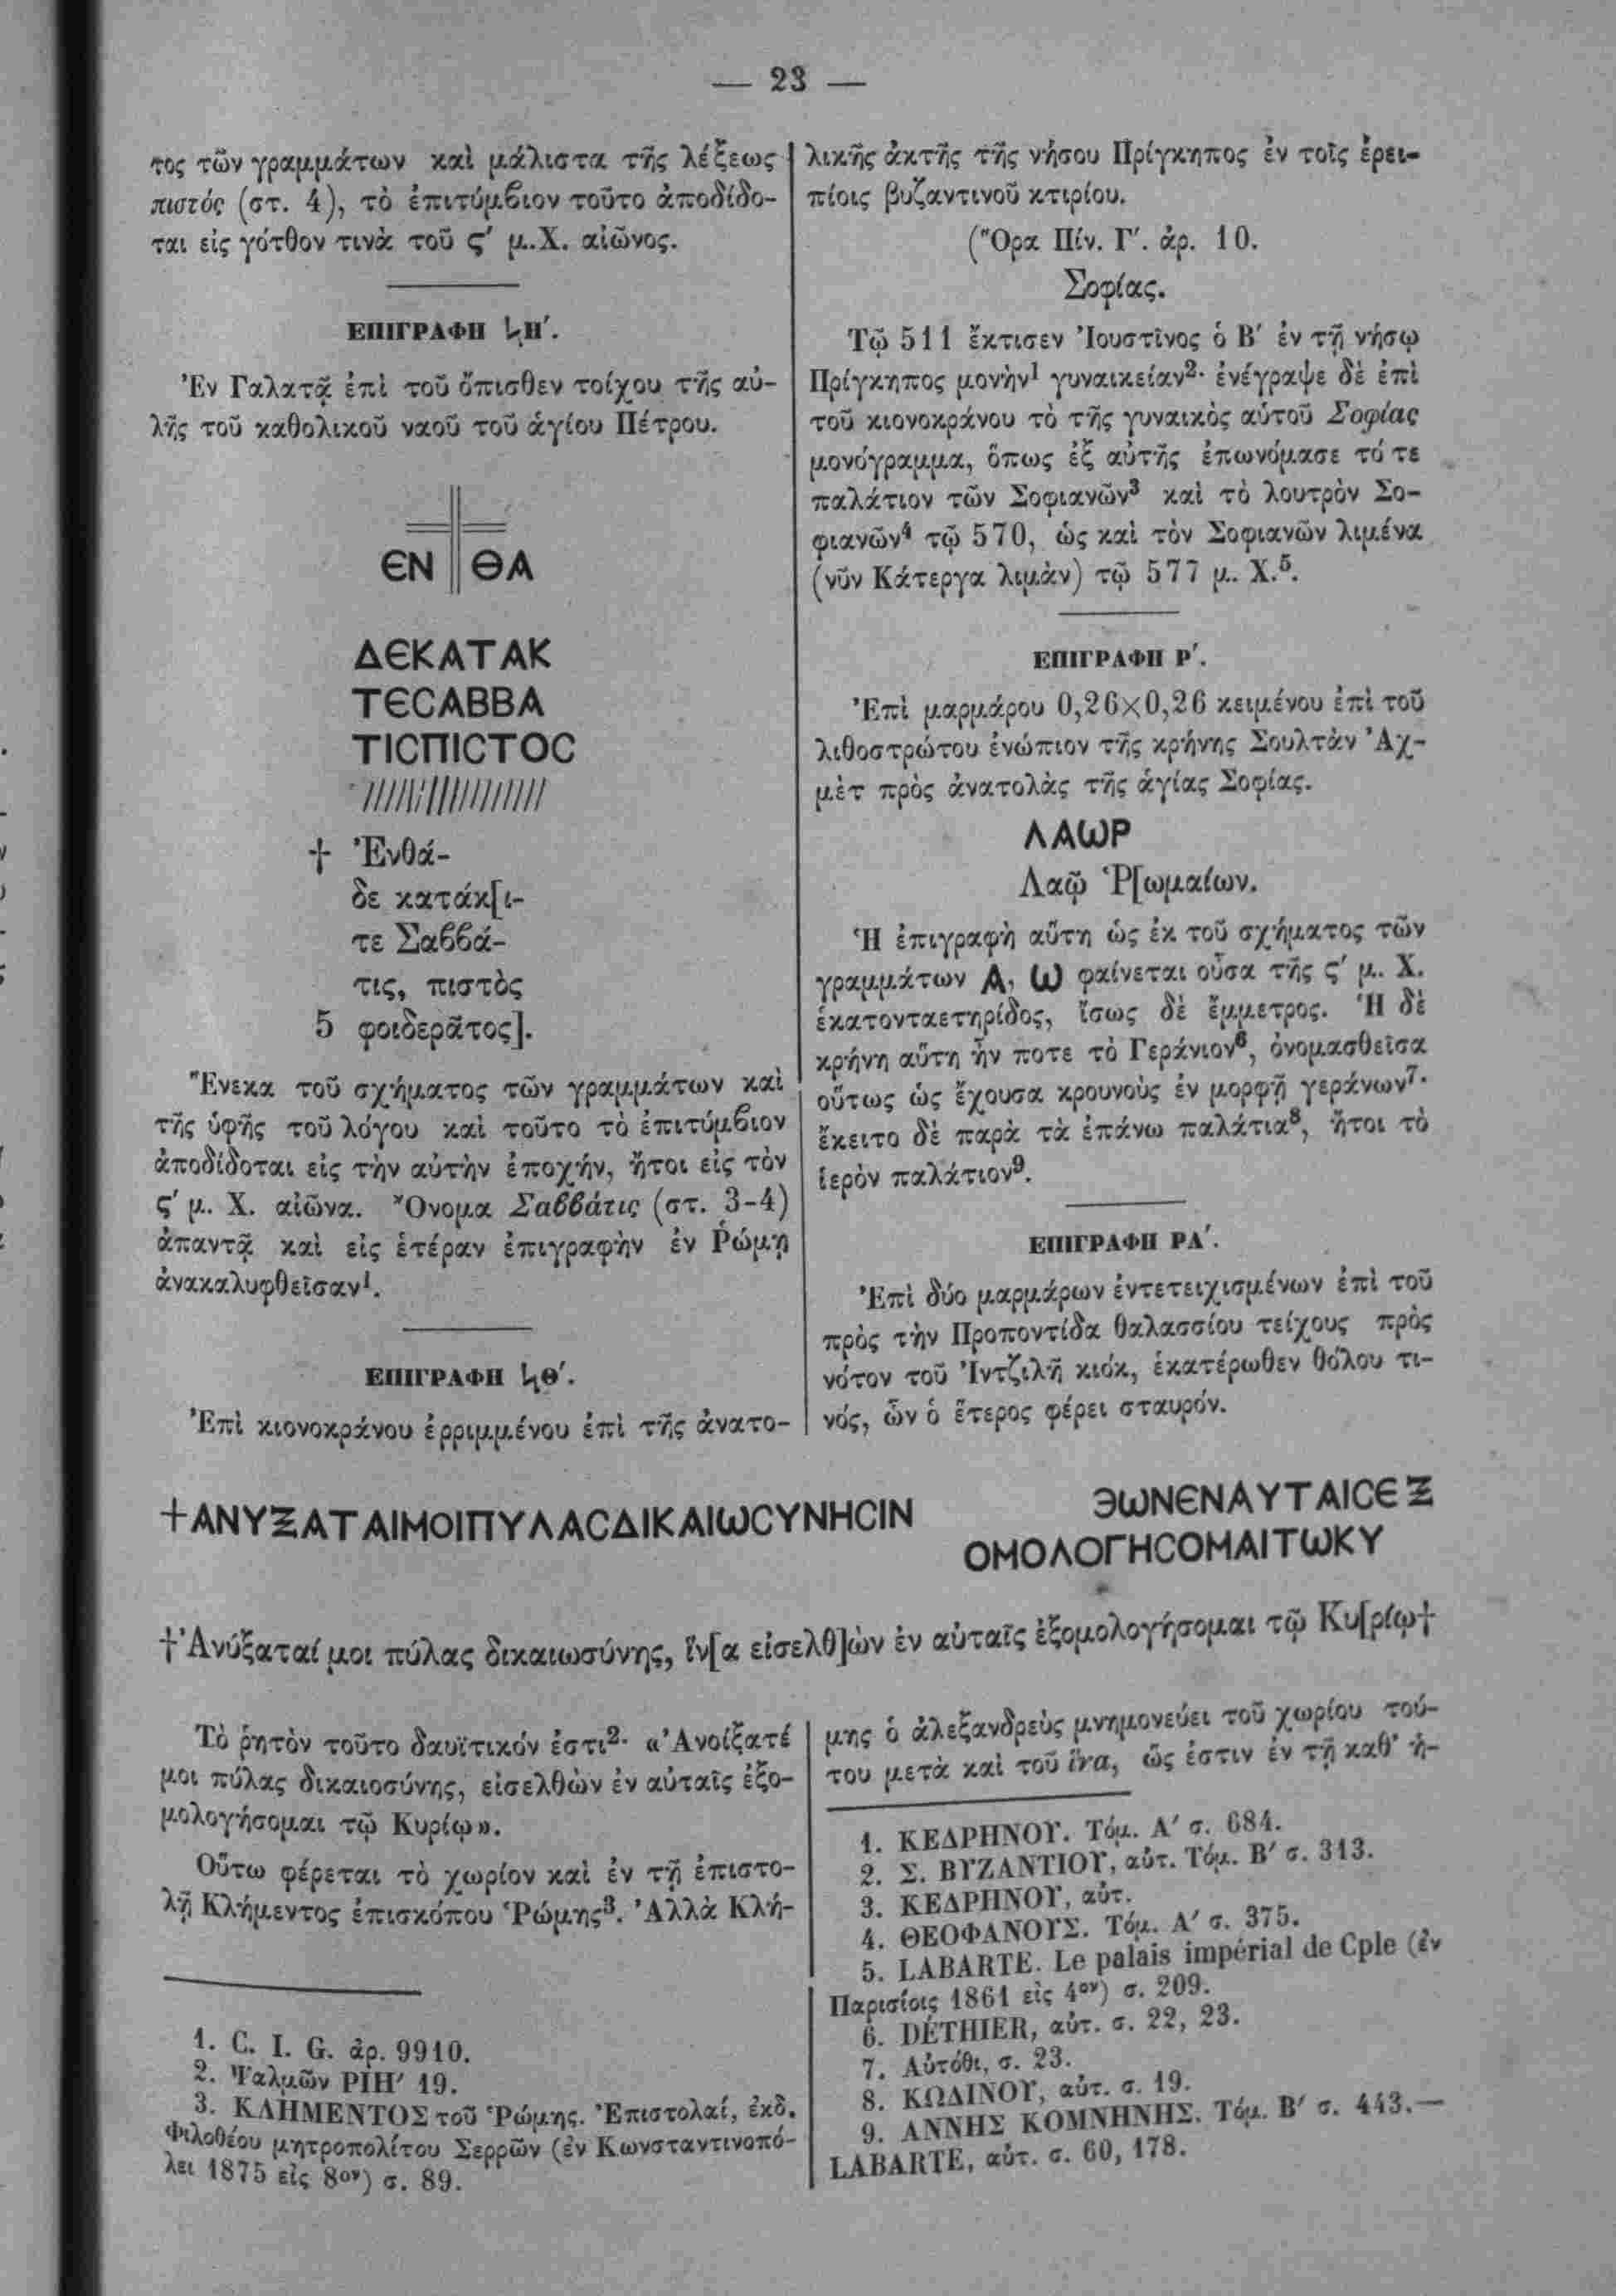 — 23 —
τος τῶν γραμμάτων καὶ μάλιστα τῆς λέξεως
πιστός (στ. 4), τὸ ἐπιτύμβιον τοῦτο ἀποδίδο-
ται εἰς γότθον τινὰ τοῦ ϛʹ μ.Χ. αἰῶνος.
ΕΠΙΓΡΑΦΗ ϞΗʹ.
Ἐν Γαλατᾷ ἐπὶ τοῦ ὄπισθεν τοίχου τῆς αὐ-
λῆς τοῦ καθολικοῦ ναοῦ τοῦ ἁγίου Πέτρου.
ЄΝ ΘΑ
ΔЄΚΑΤΑΚ
ΤЄCΑΒΒΑ
ΤΙCΠΙCΤΟC
† Ἐνθά-
δε κατάκ[ι-
τε Σαββά-
τις, πιστὸς
5 φοιδερᾶτος].
Ἕνεκα τοῦ σχήματος τῶν γραμμάτων καὶ
τῆς ὑφῆς τοῦ λόγου καὶ τοῦτο τὸ ἐπιτύμβιον
ἀποδίδοται εἰς τὴν αὐτὴν ἐποχήν, ἤτοι εἰς τὸν
ϛʹ μ. Χ. αἰῶνα. Ὄνομα Σαββάτις (στ. 3-4)
ἀπαντᾷ καὶ εἰς ἑτέραν ἐπιγραφὴν ἐν Ῥώμῃ
ἀνακαλυφθεῖσαν¹.
ΕΠΙΓΡΑΦΗ ϞΘʹ.
Ἐπὶ κιονοκράνου ἐρριμμένου ἐπὶ τῆς ἀνατο-
λικῆς ἀκτῆς τῆς νήσου Πρίγκηπος ἐν τοῖς ἐρει-
πίοις βυζαντινοῦ κτιρίου.
(Ὅρα Πίν. Γʹ. ἀρ. 10.
Σοφίας.
Τῷ 511 ἔκτισεν Ἰουστῖνος ὁ Βʹ ἐν τῇ νήσῳ
Πρίγκηπος μονὴν¹ γυναικείαν²· ἐνέγραψε δὲ ἐπὶ
τοῦ κιονοκράνου τὸ τῆς γυναικὸς αὑτοῦ Σοφίας
μονόγραμμα, ὅπως ἐξ αὐτῆς ἐπωνόμασε τό τε
παλάτιον τῶν Σοφιανῶν³ καὶ τὸ λουτρὸν Σο-
φιανῶν⁴ τῷ 570, ὡς καὶ τὸν Σοφιανῶν λιμένα
(νῦν Κάτεργα λιμὰν) τῷ 577 μ. Χ.⁵.
ΕΠΙΓΡΑΦΗ Ρʹ.
Ἐπὶ μαρμάρου 0,26×0,26 κειμένου ἐπὶ τοῦ
λιθοστρώτου ἐνώπιον τῆς κρήνης Σουλτὰν Ἀχ-
μὲτ πρὸς ἀνατολὰς τῆς ἁγίας Σοφίας.
ΛΑѠΡ
Λαῷ Ῥ[ωμαίων.
Ἡ ἐπιγραφὴ αὕτη ὡς ἐκ τοῦ σχήματος τῶν
γραμμάτων Α, Ѡ φαίνεται οὖσα τῆς ϛʹ μ. Χ.
ἑκατονταετηρίδος, ἴσως δὲ ἔμμετρος. Ἡ δὲ
κρήνη αὕτη ἦν ποτε τὸ Γεράνιον⁶, ὀνομασθεῖσα
οὕτως ὡς ἔχουσα κρουνοὺς ἐν μορφῇ γεράνων⁷·
ἔκειτο δὲ παρὰ τὰ ἐπάνω παλάτια⁸, ἤτοι τὸ
ἱερὸν παλάτιον⁹.
ΕΠΙΓΡΑΦΗ ΡΑʹ.
Ἐπὶ δύο μαρμάρων ἐντετειχισμένων ἐπὶ τοῦ
πρὸς τὴν Προποντίδα θαλασσίου τείχους πρὸς
νότον τοῦ Ἰντζιλῆ κιόκ, ἑκατέρωθεν θόλου τι-
νός, ὧν ὁ ἕτερος φέρει σταυρόν.
+ΑΝΥΞΑΤΑΙΜΟΙΠΥΛΑCΔΙΚΑΙѠCΥΝΗCΙΝ
ЭѠΝЄΝΑΥΤΑΙCЄΞ
ΟΜΟΛΟΓΗCΟΜΑΙΤѠΚΥ
†Ἀνύξαταί μοι πύλας δικαιωσύνης, ἵν[α εἰσελθ]ὼν ἐν αὐταῖς ἐξομολογήσομαι τῷ Κυ[ρίῳ†
Τὸ ῥητὸν τοῦτο δαυϊτικόν ἐστι²· «Ἀνοίξατέ
μοι πύλας δικαιοσύνης, εἰσελθὼν ἐν αὐταῖς ἐξο-
μολογήσομαι τῷ Κυρίῳ».
Οὕτω φέρεται τὸ χωρίον καὶ ἐν τῇ ἐπιστο-
λῇ Κλήμεντος ἐπισκόπου Ῥώμης³. Ἀλλὰ Κλή-
μης ὁ ἀλεξανδρεὺς μνημονεύει τοῦ χωρίου τού-
του μετὰ καὶ τοῦ ἵνα, ὥς ἐστιν ἐν τῇ καθ' ἡ-
1. C. I. G. ἀρ. 9910.
2. Ψαλμῶν ΡΙΗʹ 19.
3. ΚΛΗΜΕΝΤΟΣ τοῦ Ῥώμης. Ἐπιστολαί, ἐκδ.
Φιλοθέου μητροπολίτου Σερρῶν (ἐν Κωνσταντινοπό-
λει 1875 εἰς 8ον) σ. 89.
1. ΚΕΔΡΗΝΟΥ. Τόμ. Αʹ σ. 684.
2. Σ. ΒΥΖΑΝΤΙΟΥ, αὐτ. Τόμ. Βʹ σ. 313.
3. ΚΕΔΡΗΝΟΥ, αὐτ.
4. ΘΕΟΦΑΝΟΥΣ. Τόμ. Αʹ σ. 375.
5. LABARTE. Le palais impérial de Cple (ἐν
Παρισίοις 1861 εἰς 4ον) σ. 209.
6. DÉTHIER, αὐτ. σ. 22, 23.
7. Αὐτόθι, σ. 23.
8. ΚΩΔΙΝΟΥ, αὐτ. σ. 19.
9. ΑΝΝΗΣ ΚΟΜΝΗΝΗΣ. Τόμ. Βʹ σ. 443.—
LABARTE, αὐτ. σ. 60, 178.